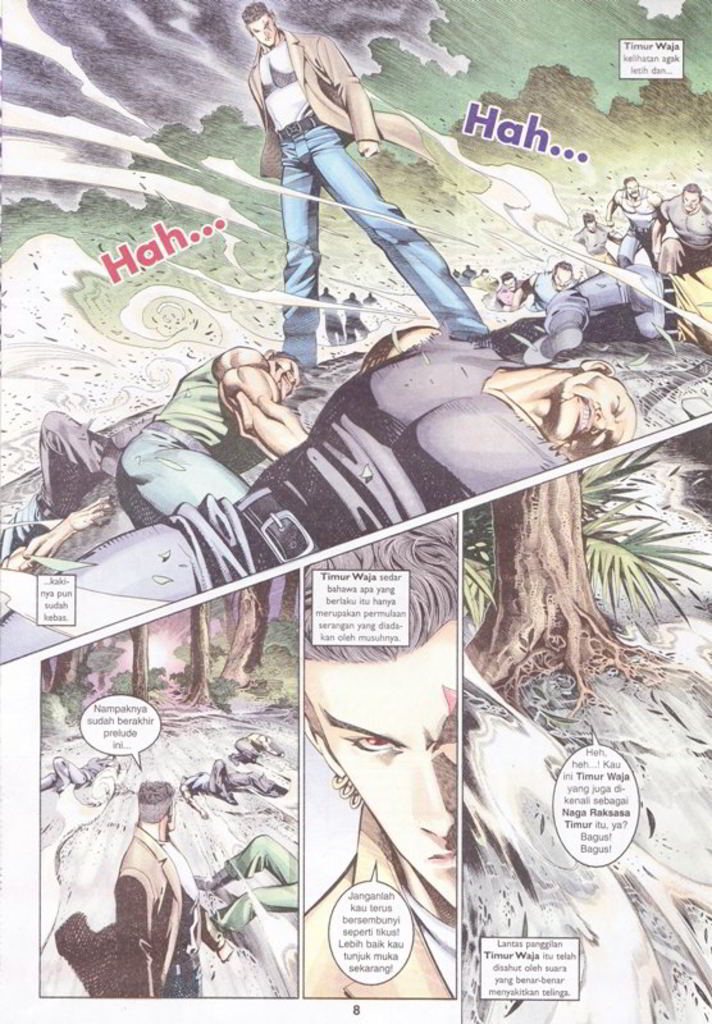 Timur Waja
kelihatan agak
letih dan...
Hah...
Hah...
...kaki-
nya pun
sudah
kebas.
Timur Waja sedar
bahawa apa yang
berlaku itu hanya
merupakan permulaan
serangan yang diada-
kan oleh musuhnya.
Nampaknya
sudah berakhir
prelude
ini...
Janganlah
kau terus
bersembunyi
seperti tikus!
Lebih baik kau
tunjuk muka
sekarang!
Heh,
heh...! Kau
ini Timur Waja
yang juga di-
kenali sebagai
Naga Raksasa
Timur itu, ya?
Bagus!
Bagus!
Lantas panggilan
Timur Waja itu telah
disahut oleh suara
yang benar-benar
menyakitkan telinga.
8